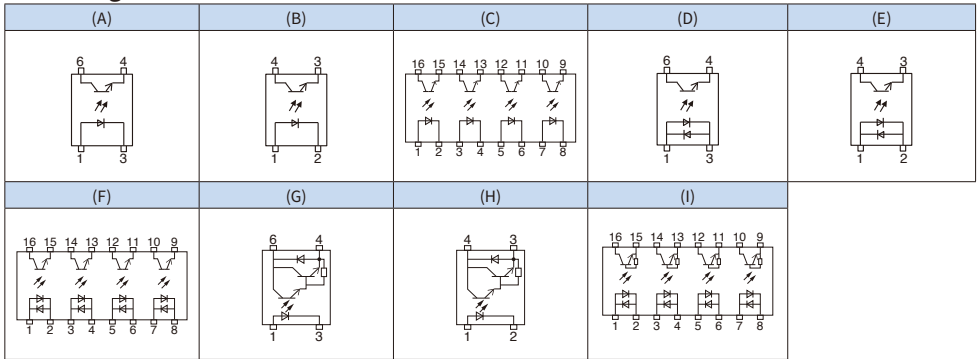 (A) (B) (C) (D) (E)
6 4 4 3 16 15 14 13 12 11 10 9 6 4 4 3
1 3 1 2 1 2 3 4 5 6 7 8 1 3 1 2
(F) (G) (H) (I)
16 15 14 13 12 11 10 9 6 4 4 3 16 15 14 13 12 11 10 9
1 2 3 4 5 6 7 8 1 3 1 2 1 2 3 4 5 6 7 8